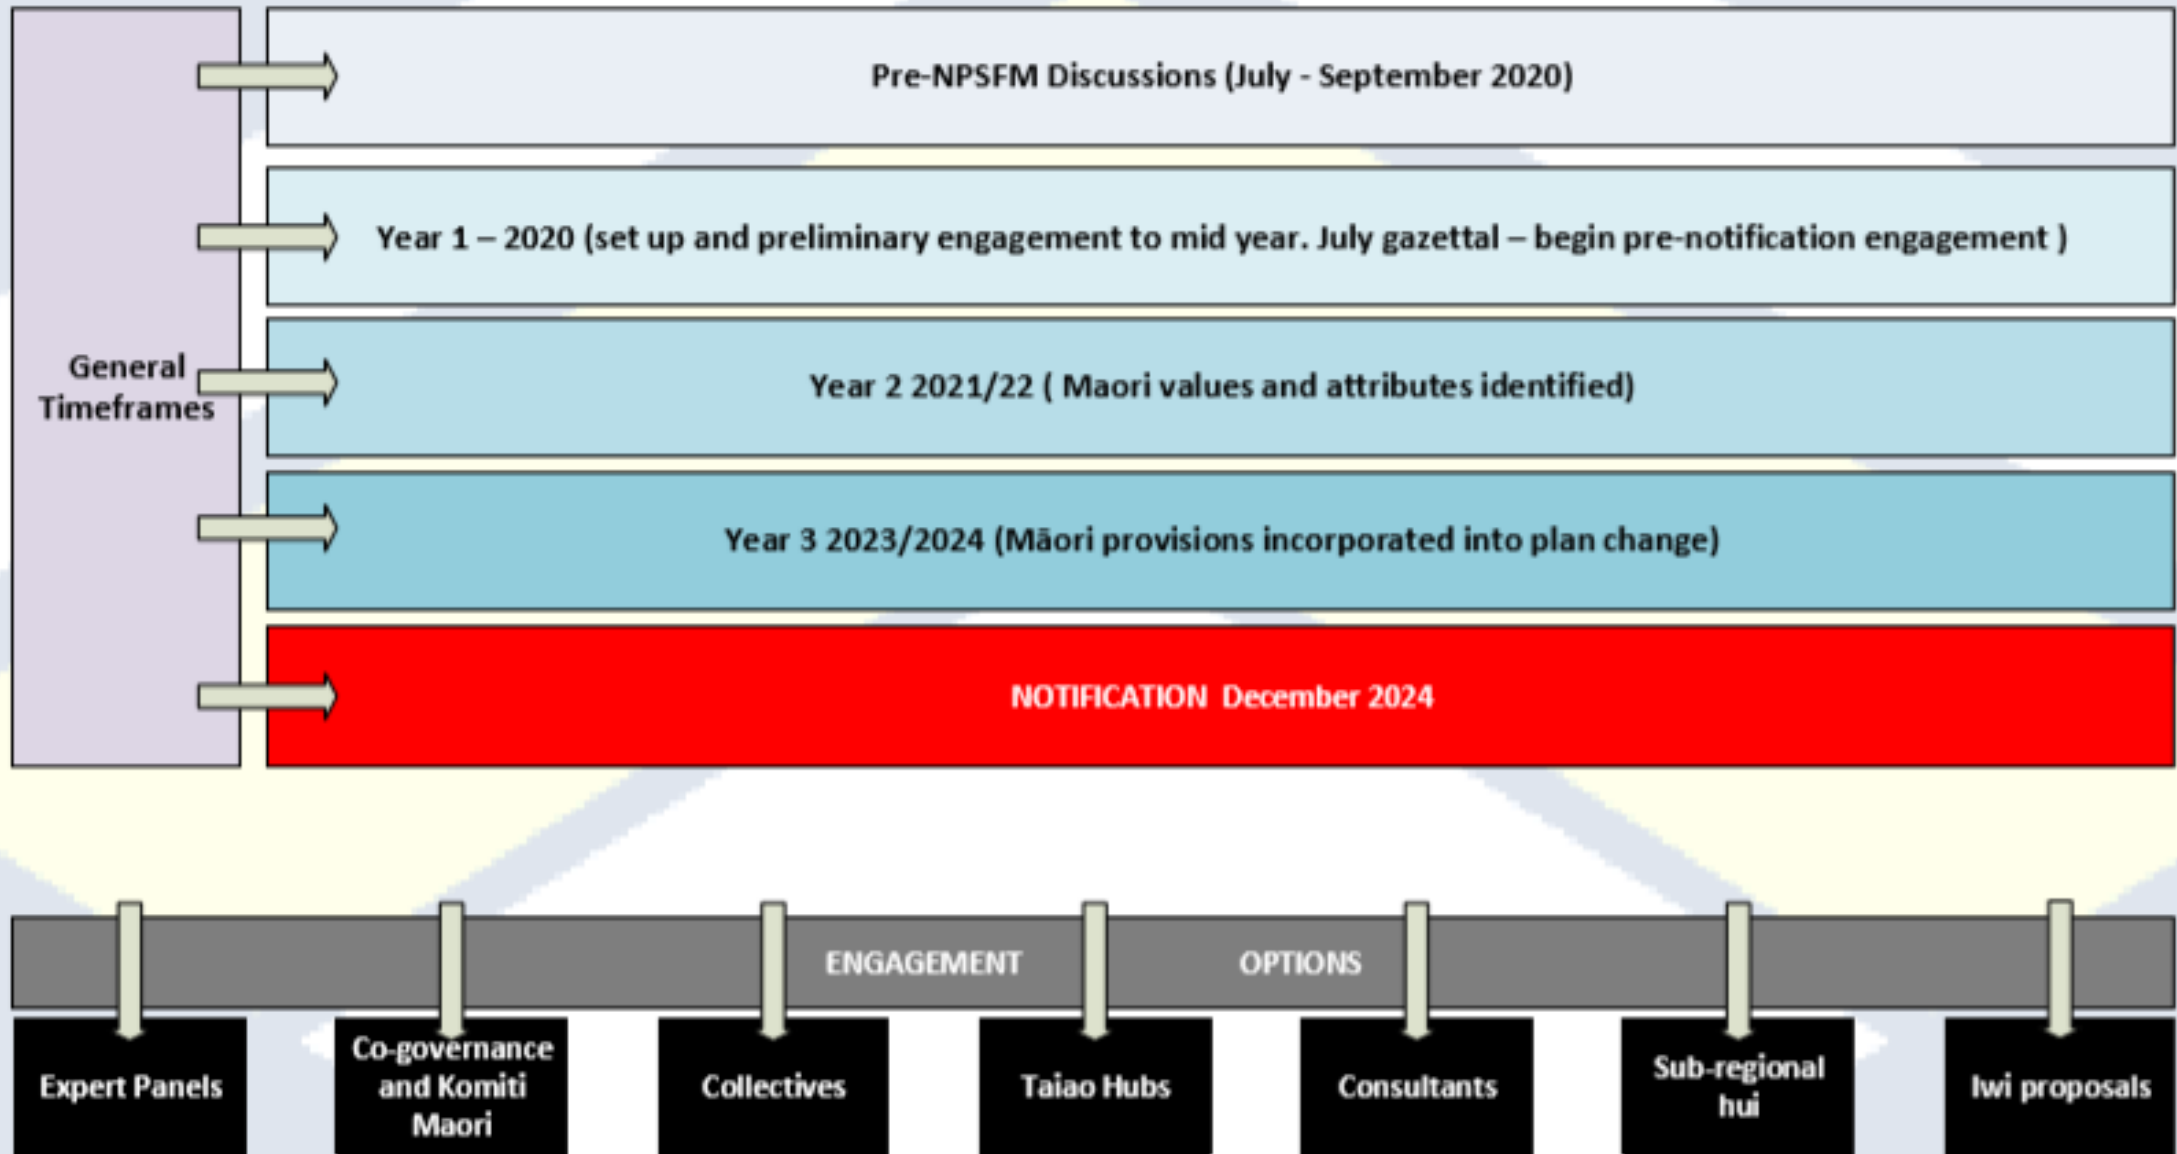 General
Timeframes
Pre-NPSFM Discussions (July - September 2020)
Year 1 – 2020 (set up and preliminary engagement to mid year. July gazettal – begin pre-notification engagement )
Year 2 2021/22 ( Maori values and attributes identified)
Year 3 2023/2024 (Māori provisions incorporated into plan change)
NOTIFICATION December 2024
ENGAGEMENT OPTIONS
Expert Panels
Co-governance
and Komiti
Maori
Collectives
Taiao Hubs
Consultants
Sub-regional
hui
Iwi proposals